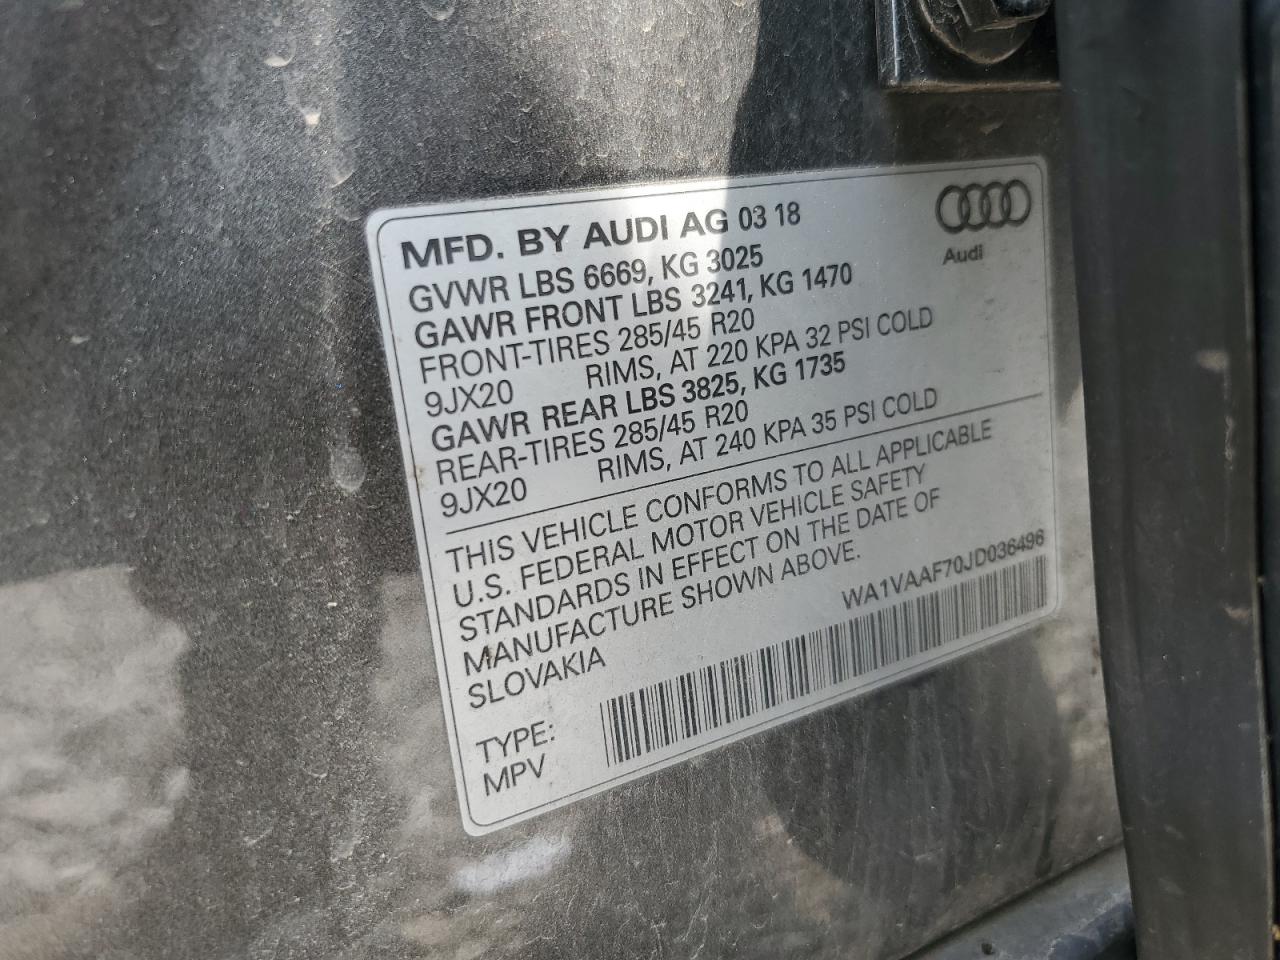 MFD. BY AUDI AG 03 18
Audi
GVWR LBS 6669, KG 3025
GAWR FRONT LBS 3241, KG 1470
FRONT-TIRES 285/45 R20
9JX20 RIMS, AT 220 KPA 32 PSI COLD
GAWR REAR LBS 3825, KG 1735
REAR-TIRES 285/45 R20
9JX20 RIMS, AT 240 KPA 35 PSI COLD
THIS VEHICLE CONFORMS TO ALL APPLICABLE
U.S. FEDERAL MOTOR VEHICLE SAFETY
STANDARDS IN EFFECT ON THE DATE OF
MANUFACTURE SHOWN ABOVE.
SLOVAKIA
WA1VAAF70JD036496
TYPE:
MPV